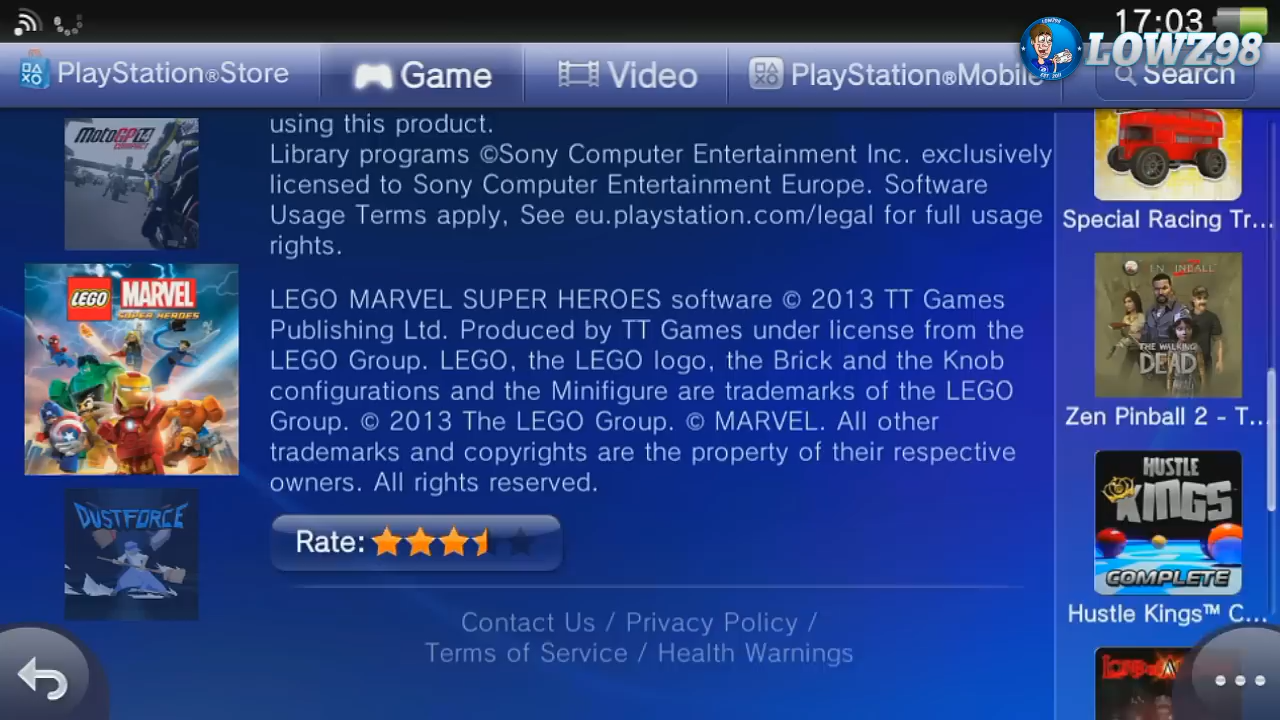 17:03
LOWZ98
PlayStation®Store
Game
Video
PlayStation®Mobile
Search
MotoGP 14
COMPACT
LEGO MARVEL
SUPER HEROES
DUSTFORCE
using this product.
Library programs ©Sony Computer Entertainment Inc. exclusively
licensed to Sony Computer Entertainment Europe. Software
Usage Terms apply, See eu.playstation.com/legal for full usage
rights.
LEGO MARVEL SUPER HEROES software © 2013 TT Games
Publishing Ltd. Produced by TT Games under license from the
LEGO Group. LEGO, the LEGO logo, the Brick and the Knob
configurations and the Minifigure are trademarks of the LEGO
Group. © 2013 The LEGO Group. © MARVEL. All other
trademarks and copyrights are the property of their respective
owners. All rights reserved.
Rate:
Contact Us / Privacy Policy /
Terms of Service / Health Warnings
Special Racing Tr...
THE WALKING
DEAD
Zen Pinball 2 - T...
HUSTLE
KINGS
COMPLETE
Hustle Kings™ C...